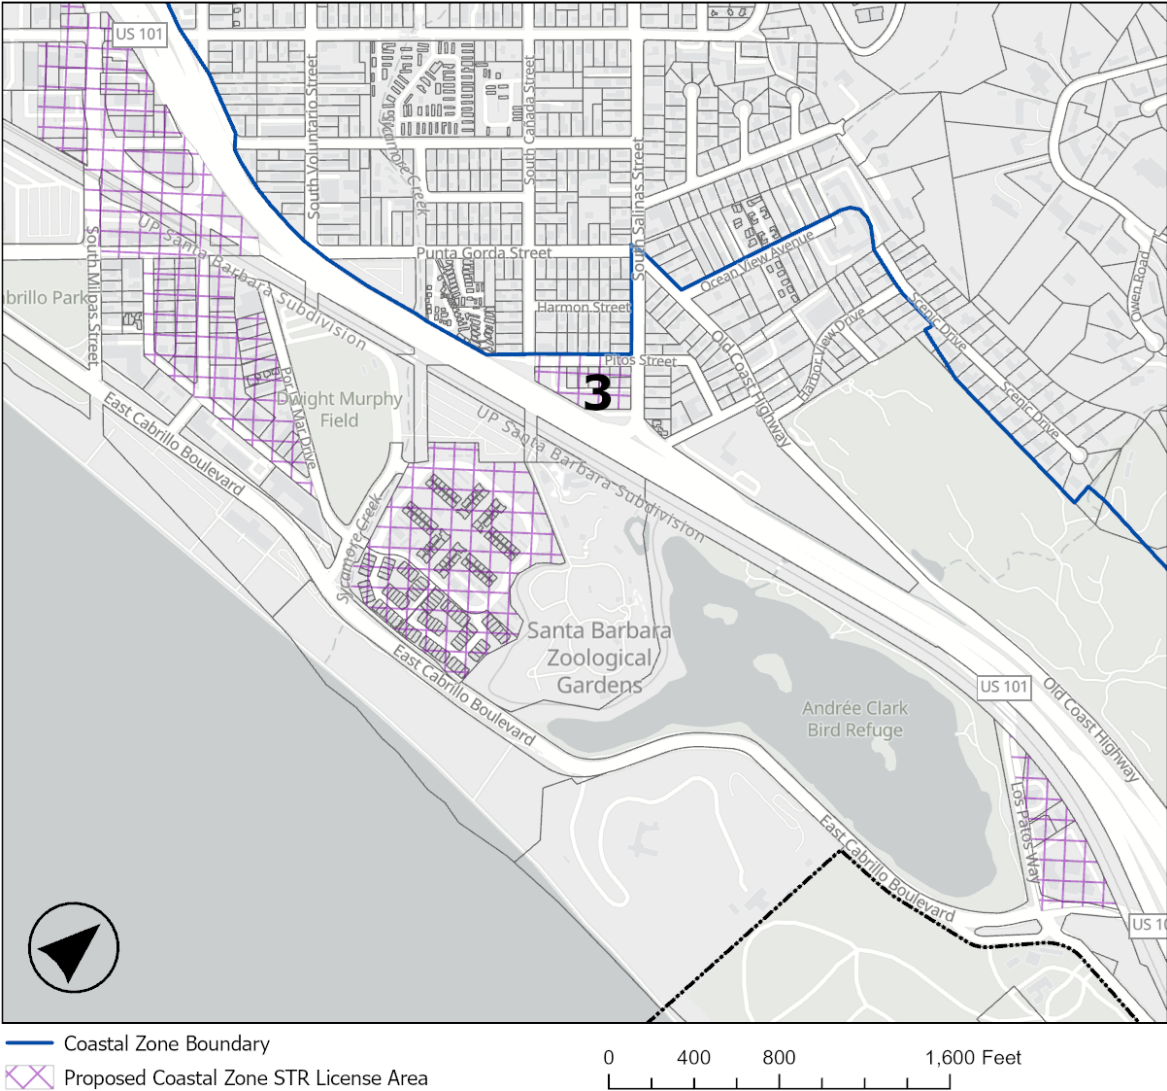 US 101
South Voluntario Street
South Canada Street
Sycamore Creek
South Salinas Street
UP Santa Barbara Subdivision
South Milpas Street
Punta Gorda Street
Ocean View Avenue
Owen Road
abrillo Park
Harmon Street
Scenic Drive
Pitos Street
Old Coast Highway
Harbor View Drive
3
Por la Mar Drive
Dwight Murphy
Field
Scenic Drive
East Cabrillo Boulevard
UP Santa Barbara Subdivision
Sycamore Creek
Santa Barbara
Zoological
Gardens
East Cabrillo Boulevard
US 101
Old Coast Highway
Andrée Clark
Bird Refuge
Los Patos Way
East Cabrillo Boulevard
US 10
Coastal Zone Boundary
Proposed Coastal Zone STR License Area
0 400 800 1,600 Feet